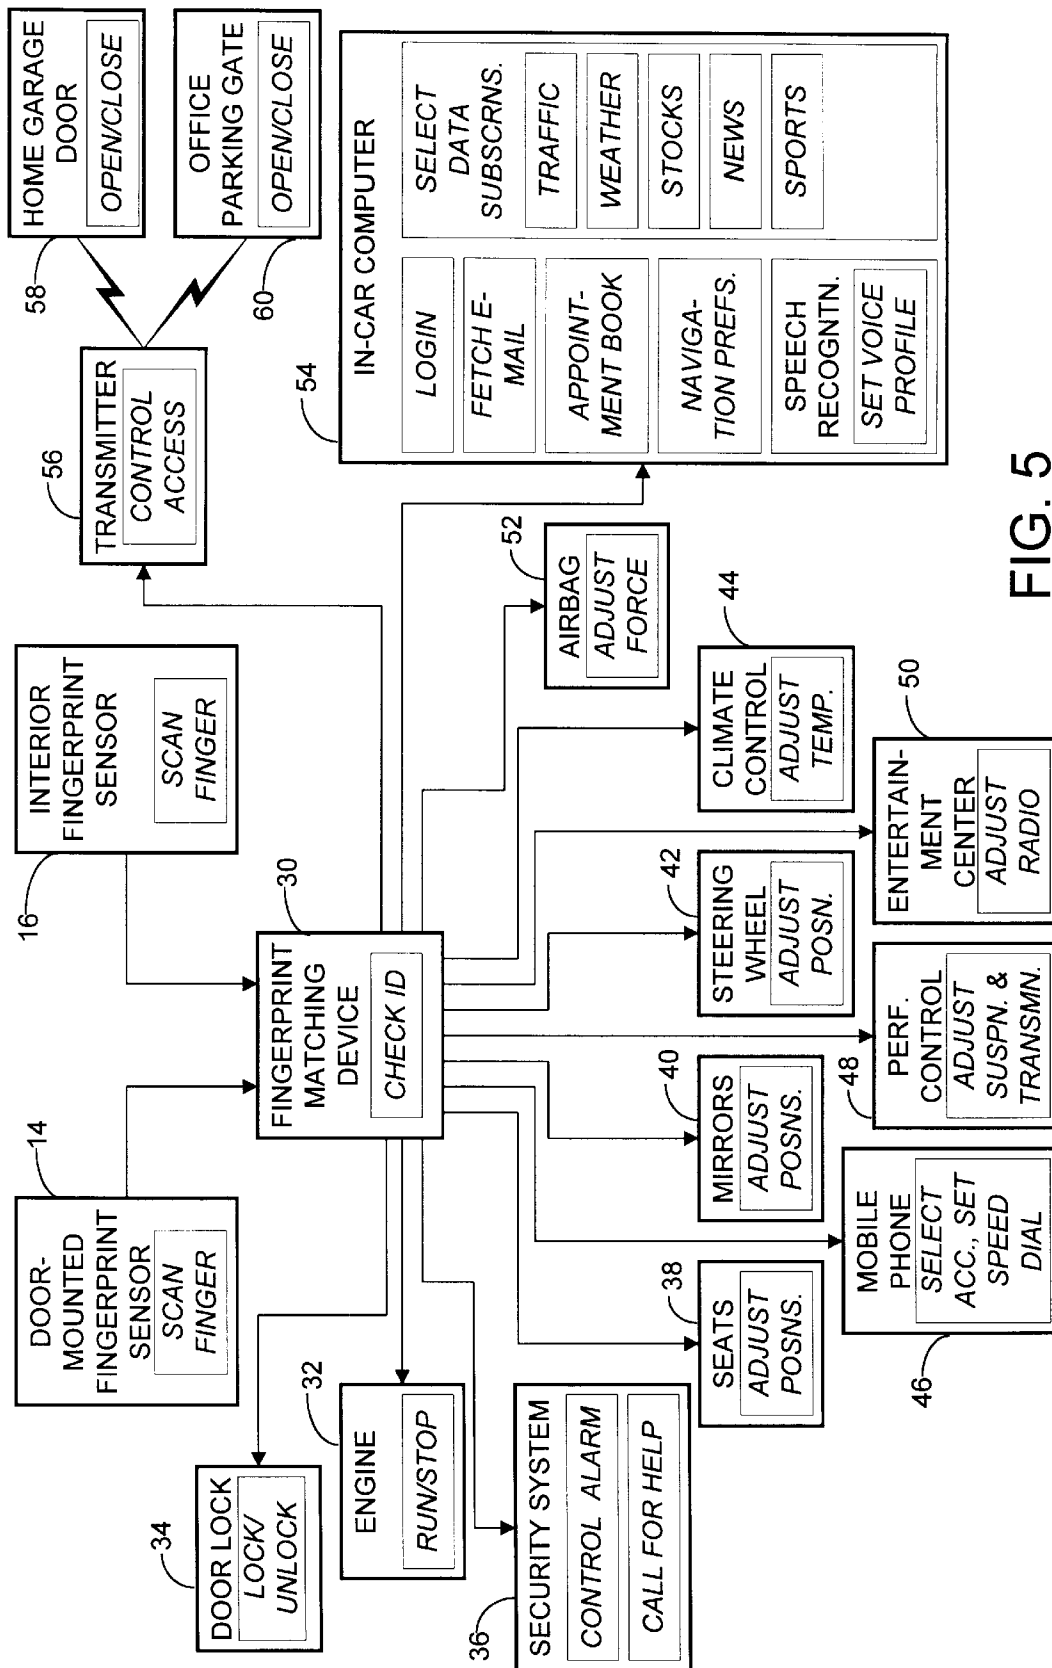 DOOR-
MOUNTED
FINGERPRINT
SENSOR
SCAN
FINGER
14
INTERIOR
FINGERPRINT
SENSOR
SCAN
FINGER
16
TRANSMITTER
CONTROL
ACCESS
56
HOME GARAGE
DOOR
OPEN/CLOSE
58
OFFICE
PARKING GATE
OPEN/CLOSE
60
DOOR LOCK
LOCK/
UNLOCK
34
FINGERPRINT
MATCHING
DEVICE
CHECK ID
30
ENGINE
RUN/STOP
32
IN-CAR COMPUTER
54
LOGIN
FETCH E-
MAIL
APPOINT-
MENT BOOK
NAVIGA-
TION PREFS.
SPEECH
RECOGNTN.
SET VOICE
PROFILE
SELECT
DATA
SUBSCRNS.
TRAFFIC
WEATHER
STOCKS
NEWS
SPORTS
SECURITY SYSTEM
CONTROL ALARM
CALL FOR HELP
36
AIRBAG
ADJUST
FORCE
52
SEATS
ADJUST
POSNS.
38
MIRRORS
ADJUST
POSNS.
40
STEERING
WHEEL
ADJUST
POSN.
42
CLIMATE
CONTROL
ADJUST
TEMP.
44
MOBILE
PHONE
SELECT
ACC., SET
SPEED
DIAL
46
PERF.
CONTROL
ADJUST
SUSPN. &
TRANSMN.
48
ENTERTAIN-
MENT
CENTER
ADJUST
RADIO
50
FIG. 5